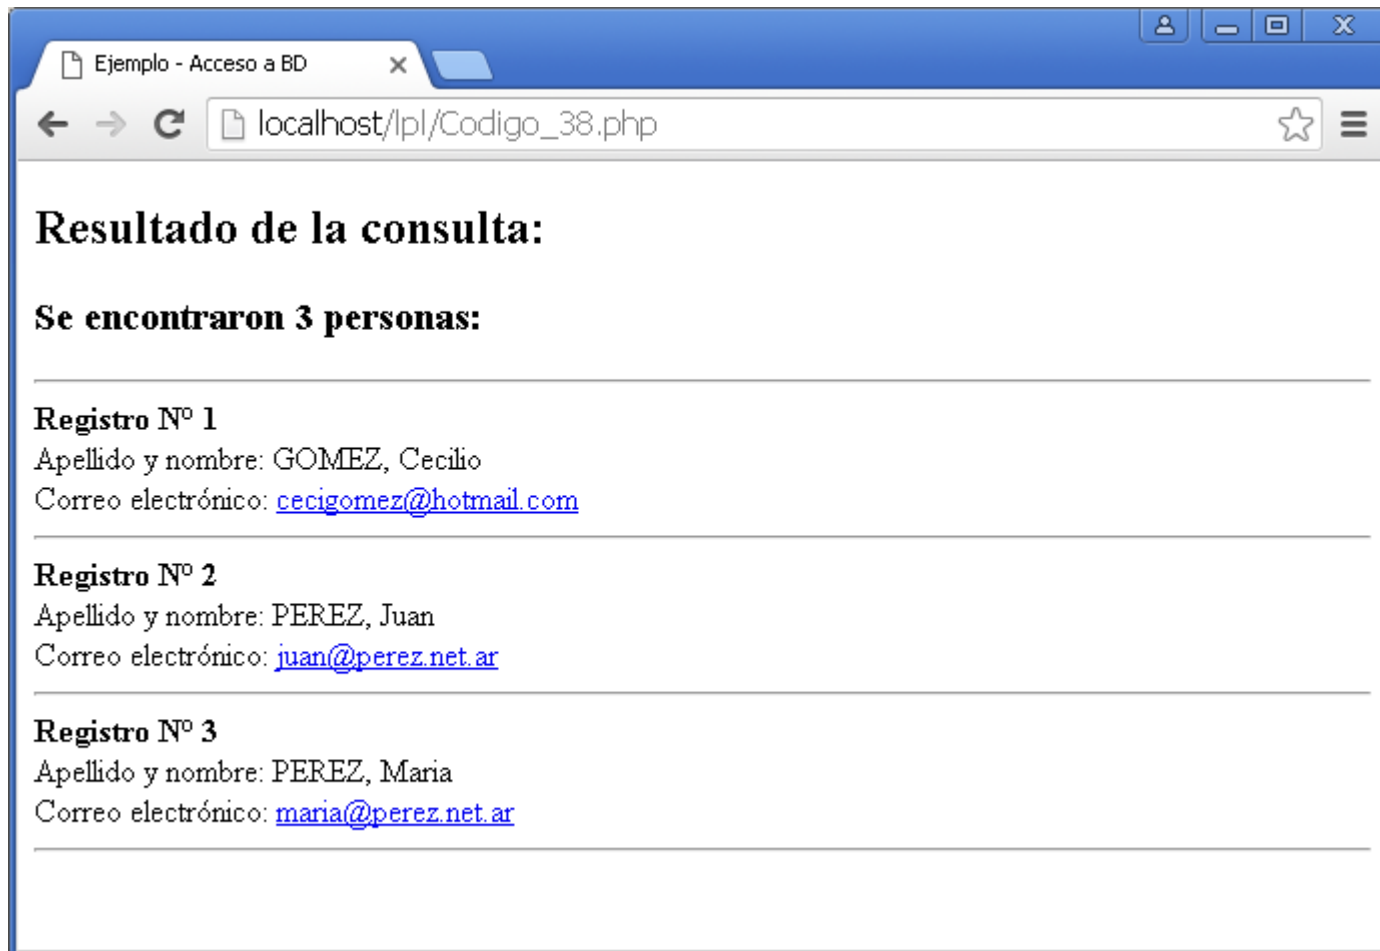 Ejemplo - Acceso a BD
localhost/lpl/Codigo_38.php
Resultado de la consulta:
Se encontraron 3 personas:
Registro Nº 1
Apellido y nombre: GOMEZ, Cecilio
Correo electrónico: cecigomez@hotmail.com
Registro Nº 2
Apellido y nombre: PEREZ, Juan
Correo electrónico: juan@perez.net.ar
Registro Nº 3
Apellido y nombre: PEREZ, Maria
Correo electrónico: maria@perez.net.ar